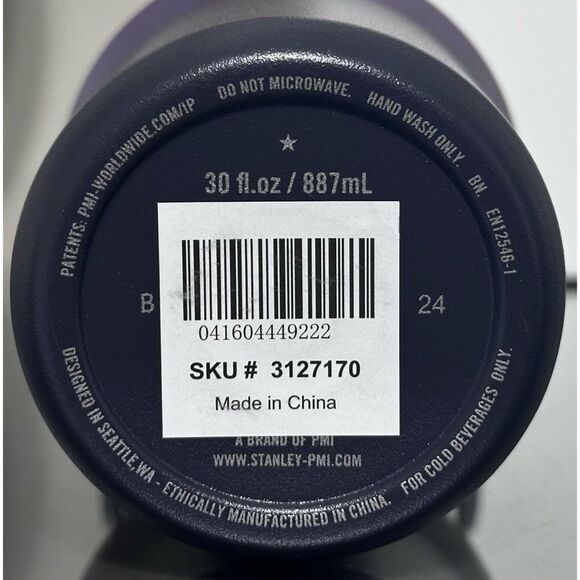 PATENTS: PMI-WORLDWIDE.COM/IP DO NOT MICROWAVE. HAND WASH ONLY. BN. EN12546-1
30 fl.oz / 887mL
B 24
041604449222
SKU # 3127170
Made in China
A BRAND OF PMI
WWW.STANLEY-PMI.COM
DESIGNED IN SEATTLE, WA - ETHICALLY MANUFACTURED IN CHINA. FOR COLD BEVERAGES ONLY.